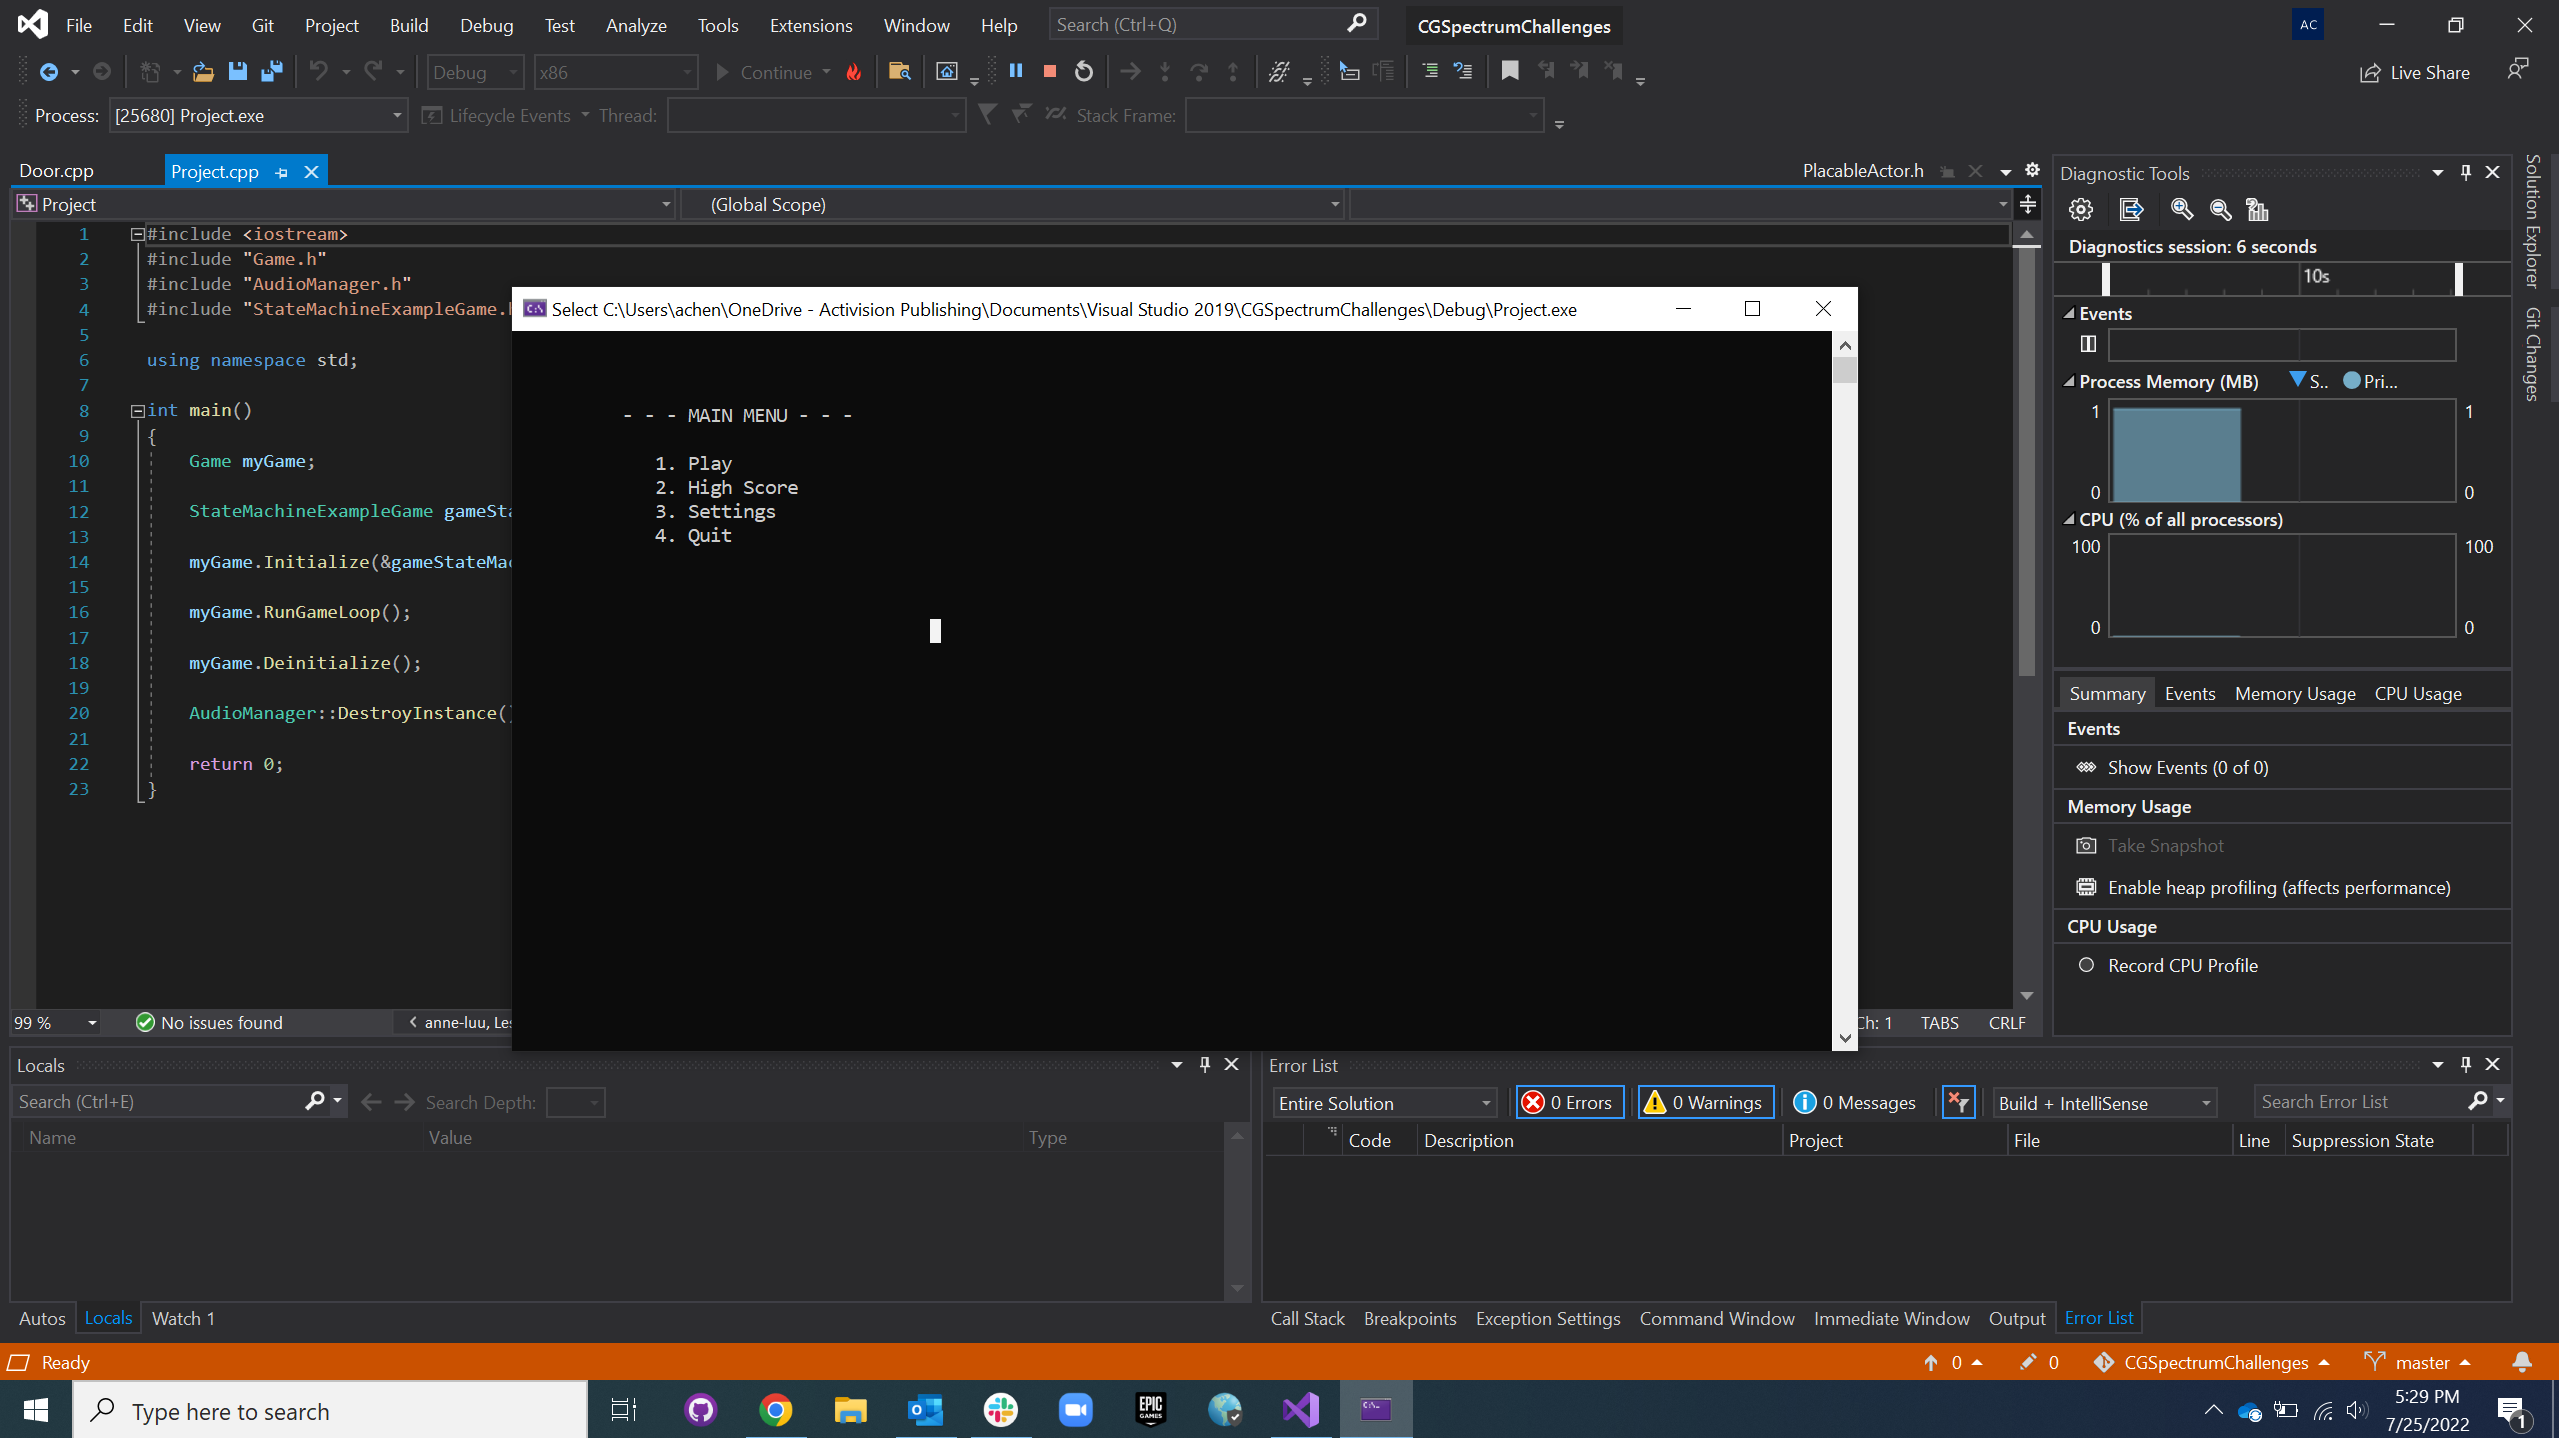 File Edit View Git Project Build Debug Test Analyze Tools Extensions Window Help Search (Ctrl+Q) CGSpectrumChallenges AC
Debug x86 Continue Live Share
Process: [25680] Project.exe Lifecycle Events Thread: Stack Frame:
Door.cpp Project.cpp PlacableActor.h
Project (Global Scope)
1 #include <iostream>
2 #include "Game.h"
3 #include "AudioManager.h"
4 #include "StateMachineExampleGame.h
5
6 using namespace std;
7
8 int main()
9 {
10 Game myGame;
11
12 StateMachineExampleGame gameSta
13
14 myGame.Initialize(&gameStateMac
15
16 myGame.RunGameLoop();
17
18 myGame.Deinitialize();
19
20 AudioManager::DestroyInstance()
21
22 return 0;
23 }
99 % No issues found anne-luu, Les
Ch: 1 TABS CRLF
Select C:\Users\achen\OneDrive - Activision Publishing\Documents\Visual Studio 2019\CGSpectrumChallenges\Debug\Project.exe
- - - MAIN MENU - - -
1. Play
2. High Score
3. Settings
4. Quit
Diagnostic Tools
Diagnostics session: 6 seconds
10s
Events
Process Memory (MB) S.. Pri...
1 1
0 0
CPU (% of all processors)
100 100
0 0
Summary Events Memory Usage CPU Usage
Events
Show Events (0 of 0)
Memory Usage
Take Snapshot
Enable heap profiling (affects performance)
CPU Usage
Record CPU Profile
Solution Explorer
Git Changes
Locals
Search (Ctrl+E) Search Depth:
Name Value Type
Autos Locals Watch 1
Error List
Entire Solution 0 Errors 0 Warnings 0 Messages Build + IntelliSense Search Error List
Code Description Project File Line Suppression State
Call Stack Breakpoints Exception Settings Command Window Immediate Window Output Error List
Ready 0 0 CGSpectrumChallenges master
Type here to search
EPIC GAMES
5:29 PM
7/25/2022
1